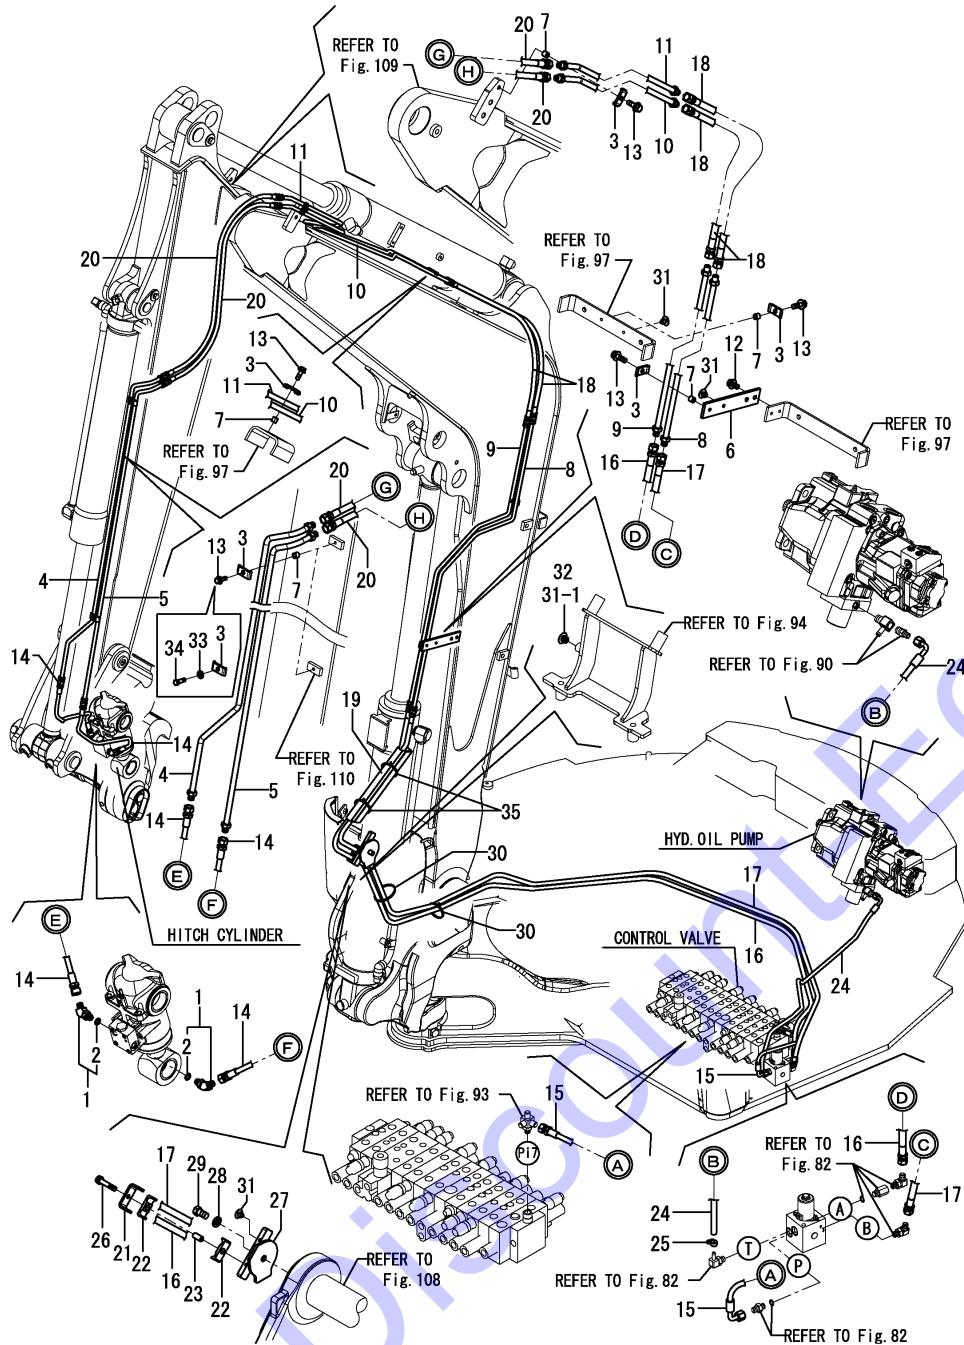 20
7
G
20
REFER TO
Fig. 109
H
11
18
20
3
13
10
18
11
REFER TO
Fig. 97
18
20
20
10
31
7
3
13
13
3
11
10
7
REFER TO
Fig. 97
18
9
8
13
3
7
31
12
6
9
8
16
17
REFER TO
Fig. 97
D
C
20
G
H
20
13
3
7
4
5
34
33
3
32
31-1
REFER TO Fig. 94
REFER TO Fig. 90
24
B
14
14
4
5
REFER TO
Fig. 110
19
35
14
14
E
F
30
30
HYD. OIL PUMP
17
16
CONTROL VALVE
24
HITCH CYLINDER
E
14
1
2
14
2
1
F
15
REFER TO Fig. 93
15
Pi7
A
D
B
REFER TO
Fig. 82
16
C
17
A
B
24
25
T
P
A
REFER TO Fig. 82
15
REFER TO Fig. 82
17
29
28
31
27
26
21
22
16
23
22
REFER TO
Fig. 108
Discount-Eq